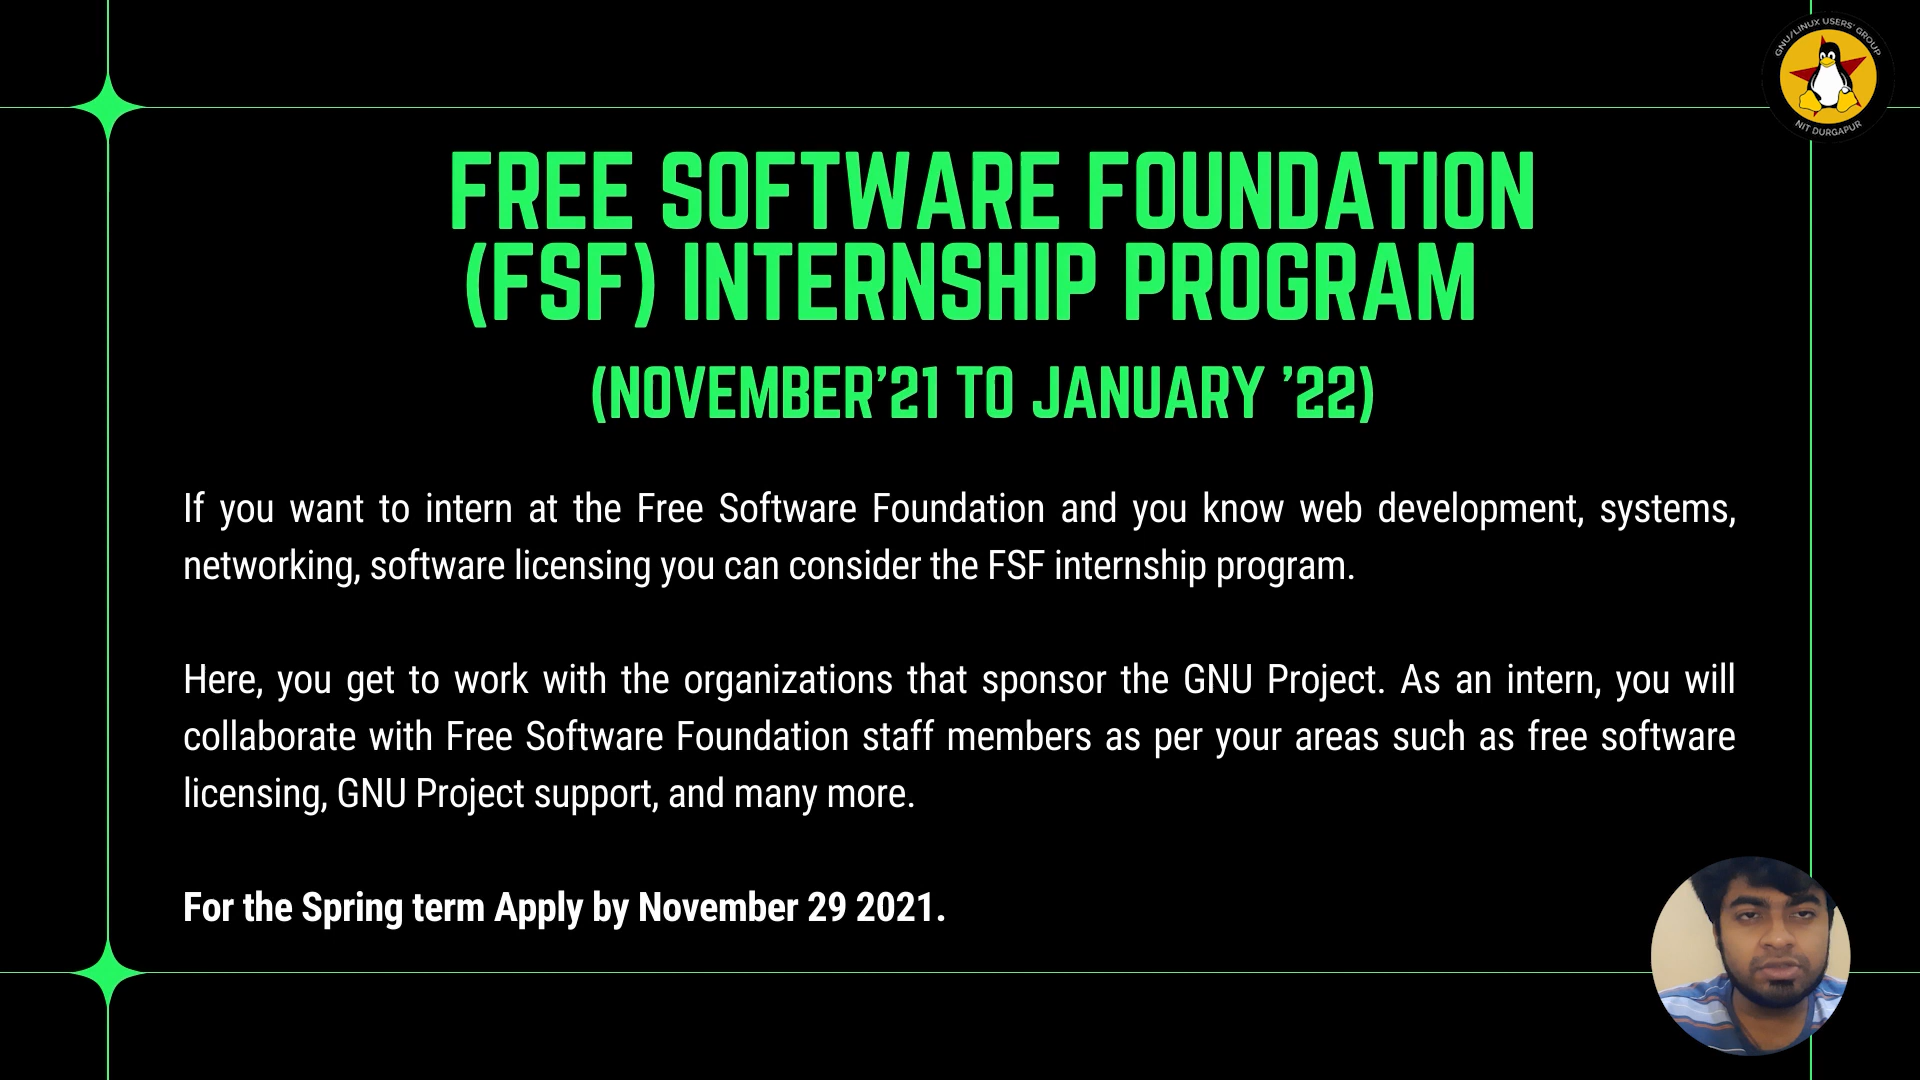 GNU/LINUX USERS' GROUP
NIT DURGAPUR
FREE SOFTWARE FOUNDATION
(FSF) INTERNSHIP PROGRAM
(NOVEMBER’21 TO JANUARY ’22)
If you want to intern at the Free Software Foundation and you know web development, systems,
networking, software licensing you can consider the FSF internship program.
Here, you get to work with the organizations that sponsor the GNU Project. As an intern, you will
collaborate with Free Software Foundation staff members as per your areas such as free software
licensing, GNU Project support, and many more.
For the Spring term Apply by November 29 2021.